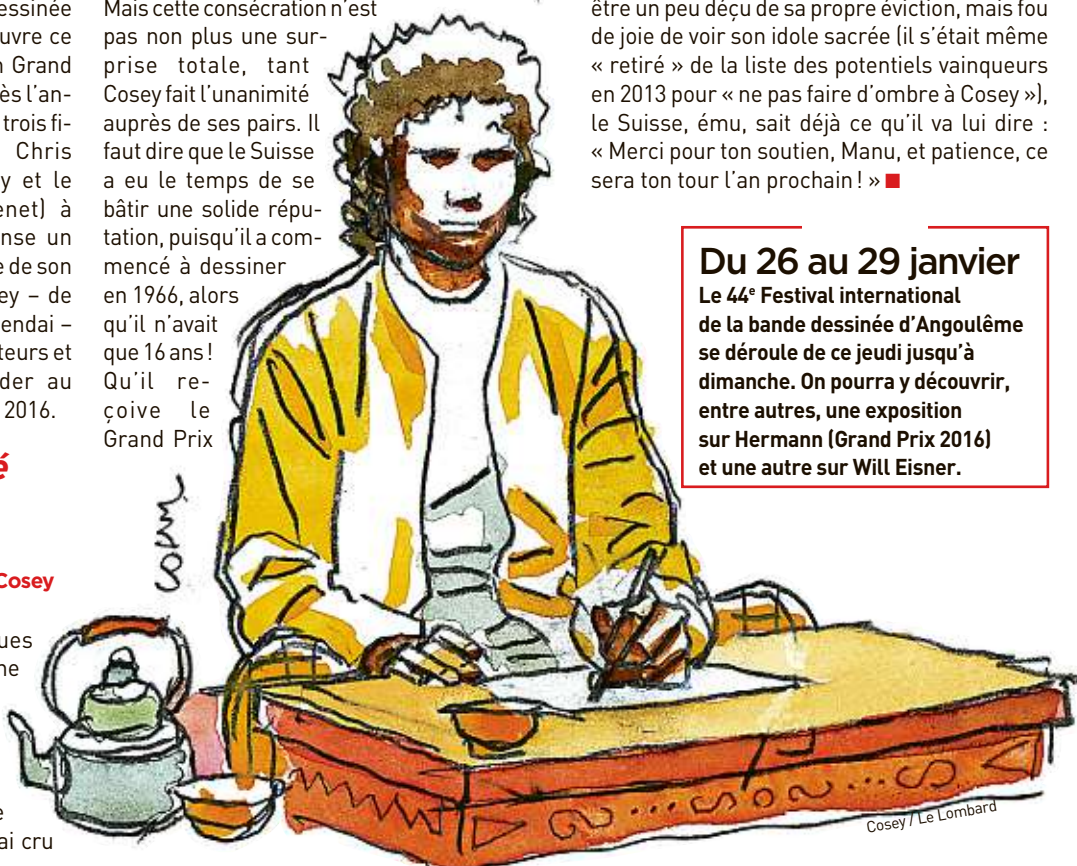 essinée
uvre ce
n Grand
ès l'an-
trois fi-
Chris
y et le
enet) à
nse un
e de son
ey – de
endai –
teurs et
der au
2016.
é
Cosey
ues
ne
e
ai cru
Mais cette consécration n'est
pas non plus une sur-
prise totale, tant
Cosey fait l'unanimité
auprès de ses pairs. Il
faut dire que le Suisse
a eu le temps de se
bâtir une solide répu-
tation, puisqu'il a com-
mencé à dessiner
en 1966, alors
qu'il n'avait
que 16 ans !
Qu'il re-
çoive le
Grand Prix
être un peu déçu de sa propre éviction, mais fou
de joie de voir son idole sacrée (il s'était même
« retiré » de la liste des potentiels vainqueurs
en 2013 pour « ne pas faire d'ombre à Cosey »),
le Suisse, ému, sait déjà ce qu'il va lui dire :
« Merci pour ton soutien, Manu, et patience, ce
sera ton tour l'an prochain ! »
Du 26 au 29 janvier
Le 44e Festival international
de la bande dessinée d'Angoulême
se déroule de ce jeudi jusqu'à
dimanche. On pourra y découvrir,
entre autres, une exposition
sur Hermann (Grand Prix 2016)
et une autre sur Will Eisner.
Cosey / Le Lombard